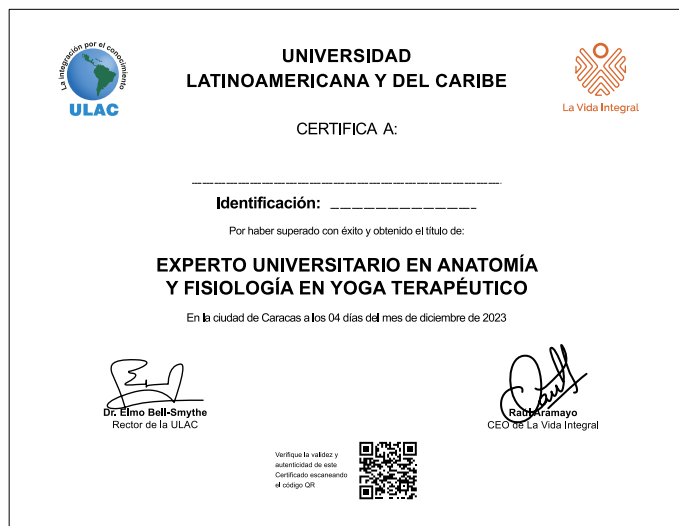 La integración por el conocimiento
ULAC
UNIVERSIDAD
LATINOAMERICANA Y DEL CARIBE
La Vida Integral
CERTIFICA A:
Identificación:
Por haber superado con éxito y obtenido el título de:
EXPERTO UNIVERSITARIO EN ANATOMÍA
Y FISIOLOGÍA EN YOGA TERAPÉUTICO
En la ciudad de Caracas a los 04 días del mes de diciembre de 2023
Dr. Elmo Bell-Smythe
Rector de la ULAC
Raúl Aramayo
CEO de La Vida Integral
Verifique la validez y
autenticidad de este
Certificado escaneando
el código QR